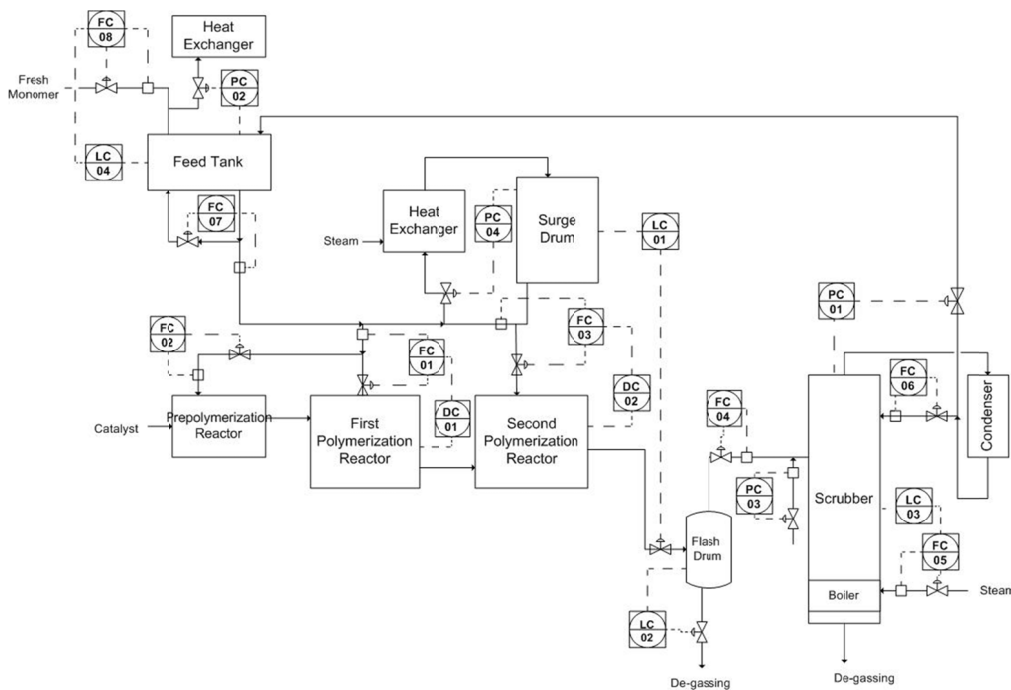 FC
08
Heat
Exchanger
Fresh
Monomer
PC
02
LC
04
Feed Tank
FC
07
Heat
Exchanger
PC
04
Surge
Drum
LC
01
Steam
PC
01
FC
02
FC
01
FC
03
FC
06
Condenser
Catalyst
Prepolymerization
Reactor
First
Polymerization
Reactor
DC
01
Second
Polymerization
Reactor
DC
02
FC
04
PC
03
Scrubber
LC
03
Flash
Drum
FC
05
Boiler
Steam
LC
02
De-gassing
De-gassing